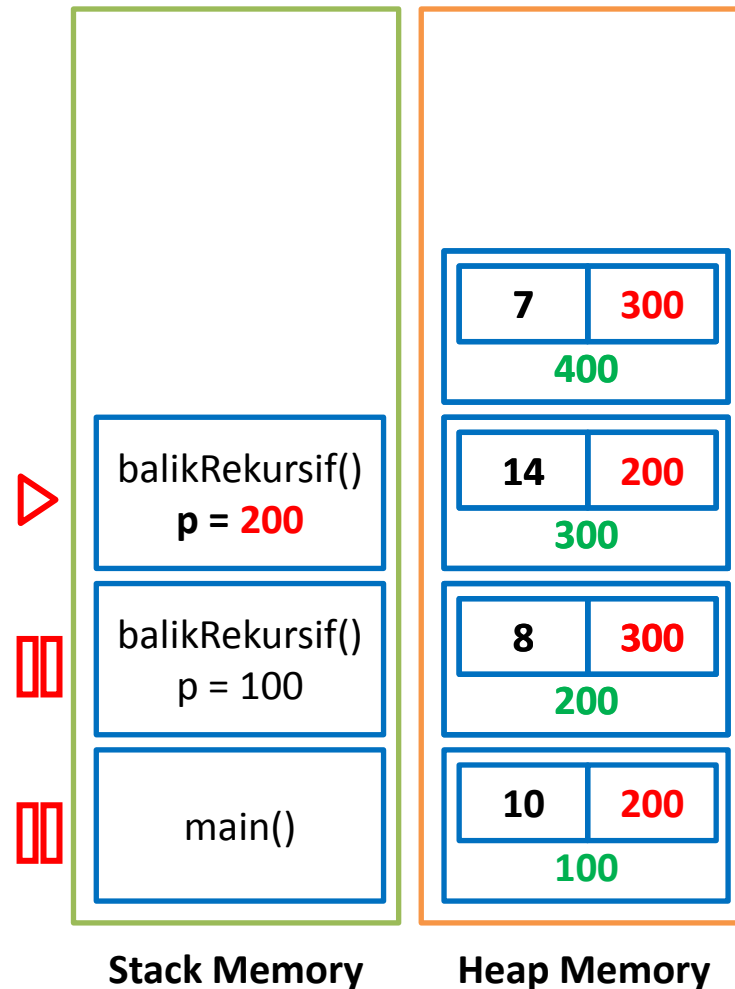 balikRekursif()
p = 200
balikRekursif()
p = 100
main()
Stack Memory
7 300
400
14 200
300
8 300
200
10 200
100
Heap Memory